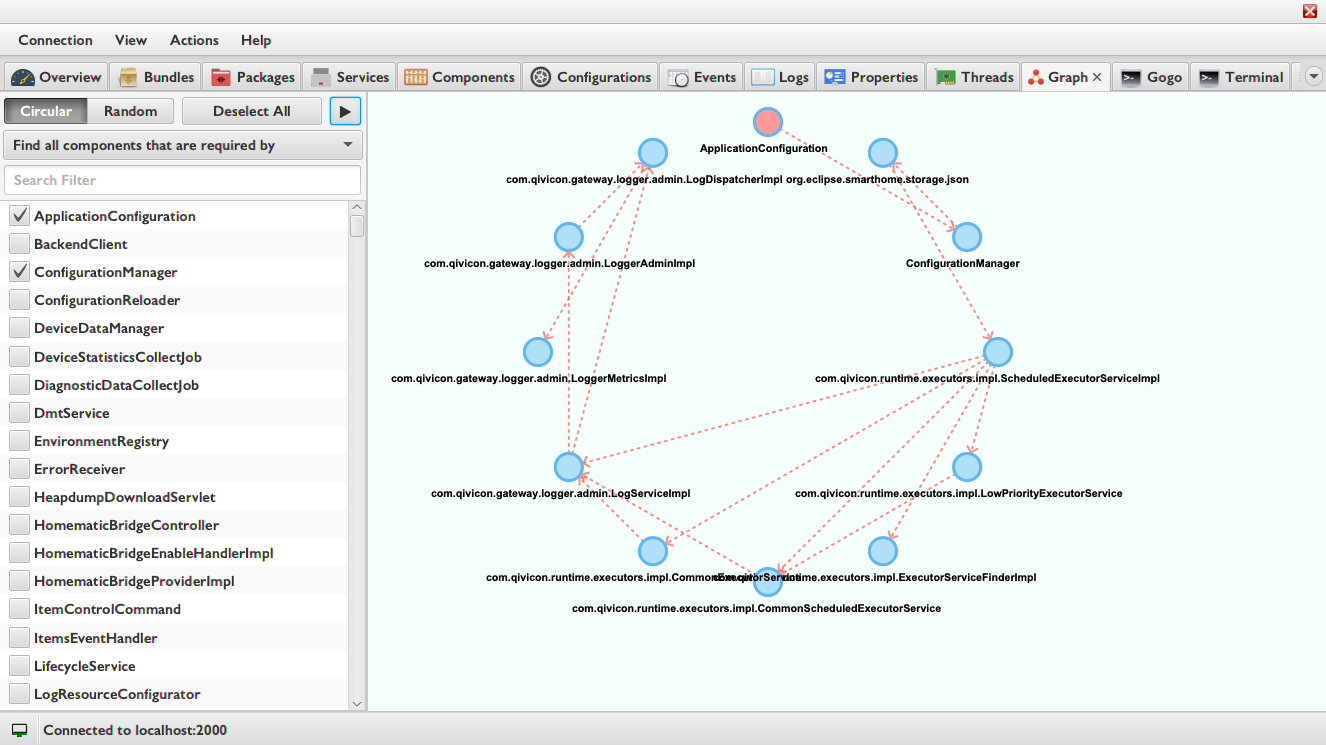 Connection View Actions Help
Overview Bundles Packages Services Components Configurations Events Logs Properties Threads Graph Gogo Terminal
Circular Random Deselect All
Find all components that are required by
Search Filter
ApplicationConfiguration
BackendClient
ConfigurationManager
ConfigurationReloader
DeviceDataManager
DeviceStatisticsCollectJob
DiagnosticDataCollectJob
DmtService
EnvironmentRegistry
ErrorReceiver
HeapdumpDownloadServlet
HomematicBridgeController
HomematicBridgeEnableHandlerImpl
HomematicBridgeProviderImpl
ItemControlCommand
ItemsEventHandler
LifecycleService
LogResourceConfigurator
ApplicationConfiguration
com.qivicon.gateway.logger.admin.LogDispatcherImpl org.eclipse.smarthome.storage.json
com.qivicon.gateway.logger.admin.LoggerAdminImpl
ConfigurationManager
com.qivicon.gateway.logger.admin.LoggerMetricsImpl
com.qivicon.runtime.executors.impl.ScheduledExecutorServiceImpl
com.qivicon.gateway.logger.admin.LogServiceImpl
com.qivicon.runtime.executors.impl.LowPriorityExecutorService
com.qivicon.runtime.executors.impl.CommonExecutorService
com.qivicon.runtime.executors.impl.ExecutorServiceFinderImpl
com.qivicon.runtime.executors.impl.CommonScheduledExecutorService
Connected to localhost:2000